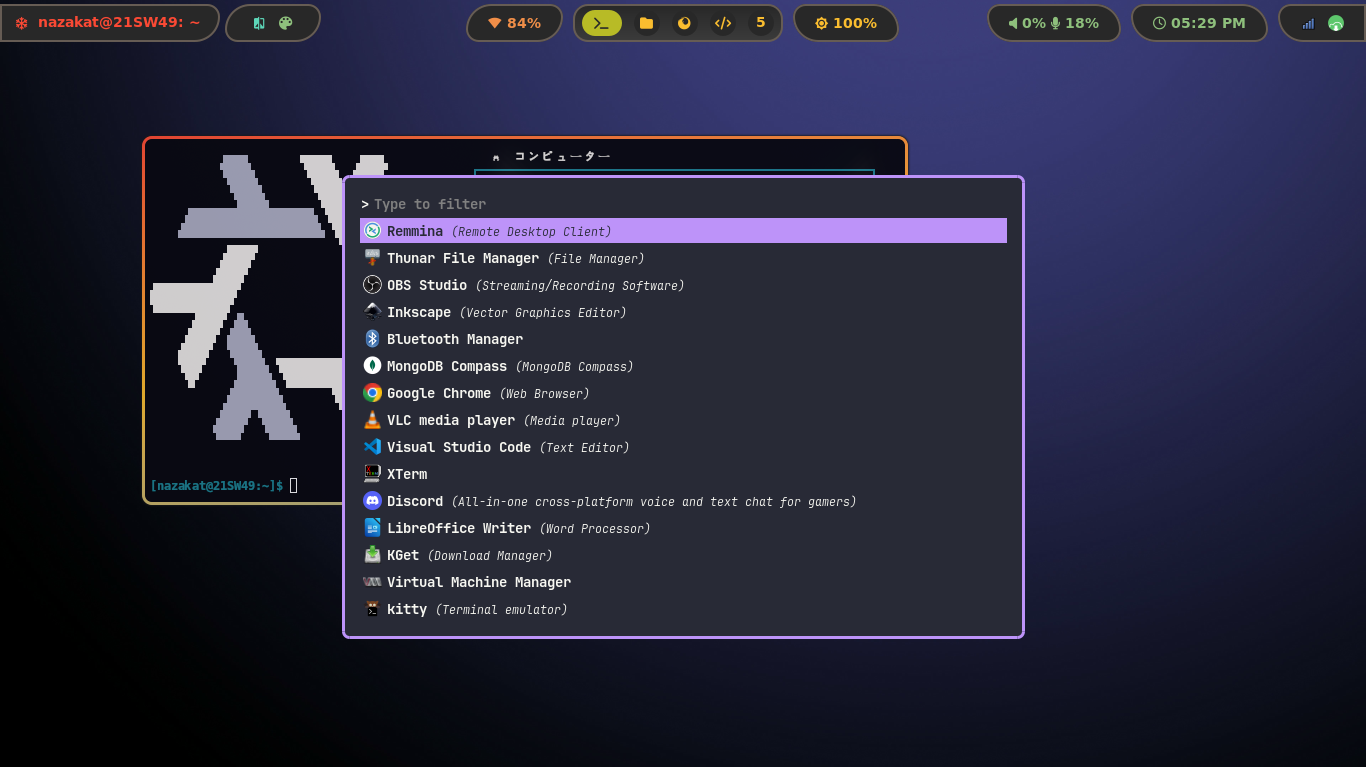 nazakat@21SW49: ~
84%
5
100%
0% 18%
05:29 PM
コンピューター
> Type to filter
Remmina (Remote Desktop Client)
Thunar File Manager (File Manager)
OBS Studio (Streaming/Recording Software)
Inkscape (Vector Graphics Editor)
Bluetooth Manager
MongoDB Compass (MongoDB Compass)
Google Chrome (Web Browser)
VLC media player (Media player)
Visual Studio Code (Text Editor)
XTerm
Discord (All-in-one cross-platform voice and text chat for gamers)
LibreOffice Writer (Word Processor)
KGet (Download Manager)
Virtual Machine Manager
kitty (Terminal emulator)
[nazakat@21SW49:~]$